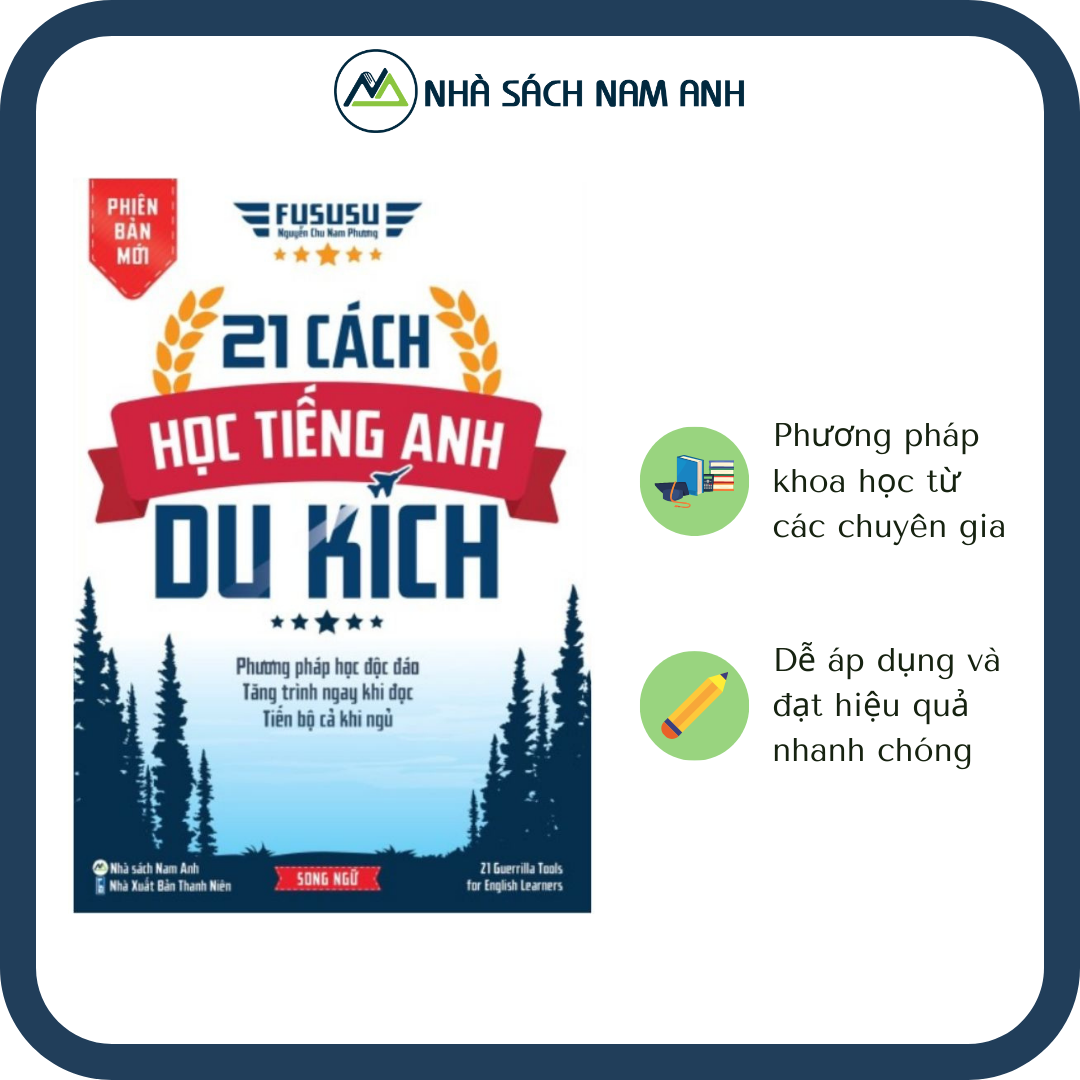 NHÀ SÁCH NAM ANH
PHIÊN
BẢN
MỚI
FUSUSU
Nguyễn Chu Nam Phương
21 CÁCH
HỌC TIẾNG ANH
DU KÍCH
Phương pháp học độc đáo
Tăng trình ngay khi đọc
Tiến bộ cả khi ngủ
Nhà sách Nam Anh
Nhà Xuất Bản Thanh Niên
SONG NGỮ
21 Guerrilla Tools
for English Learners
Phương pháp
khoa học từ
các chuyên gia
Dễ áp dụng và
đạt hiệu quả
nhanh chóng